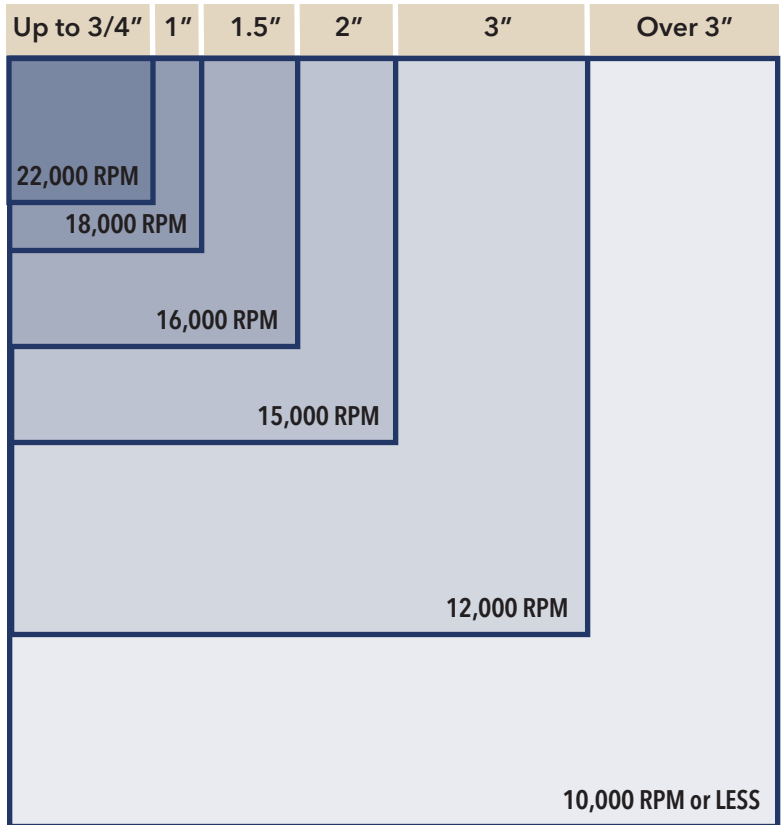 Up to 3/4” 1” 1.5” 2” 3” Over 3”
22,000 RPM
18,000 RPM
16,000 RPM
15,000 RPM
12,000 RPM
10,000 RPM or LESS